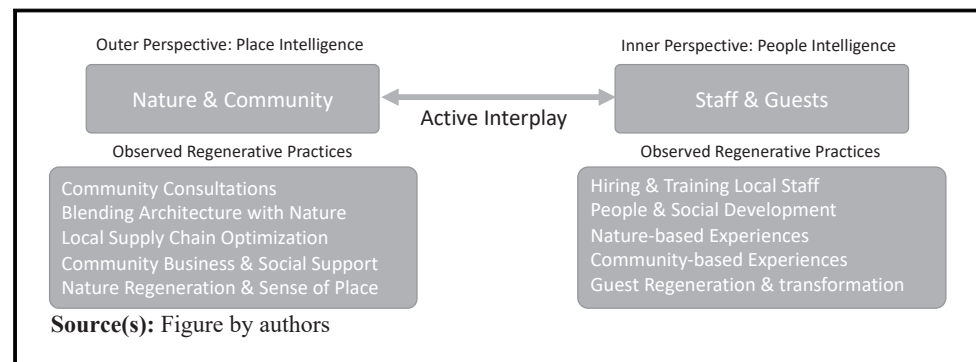 Outer Perspective: Place Intelligence
Nature & Community
Observed Regenerative Practices
Community Consultations
Blending Architecture with Nature
Local Supply Chain Optimization
Community Business & Social Support
Nature Regeneration & Sense of Place
Active Interplay
Inner Perspective: People Intelligence
Staff & Guests
Observed Regenerative Practices
Hiring & Training Local Staff
People & Social Development
Nature-based Experiences
Community-based Experiences
Guest Regeneration & transformation
Source(s): Figure by authors